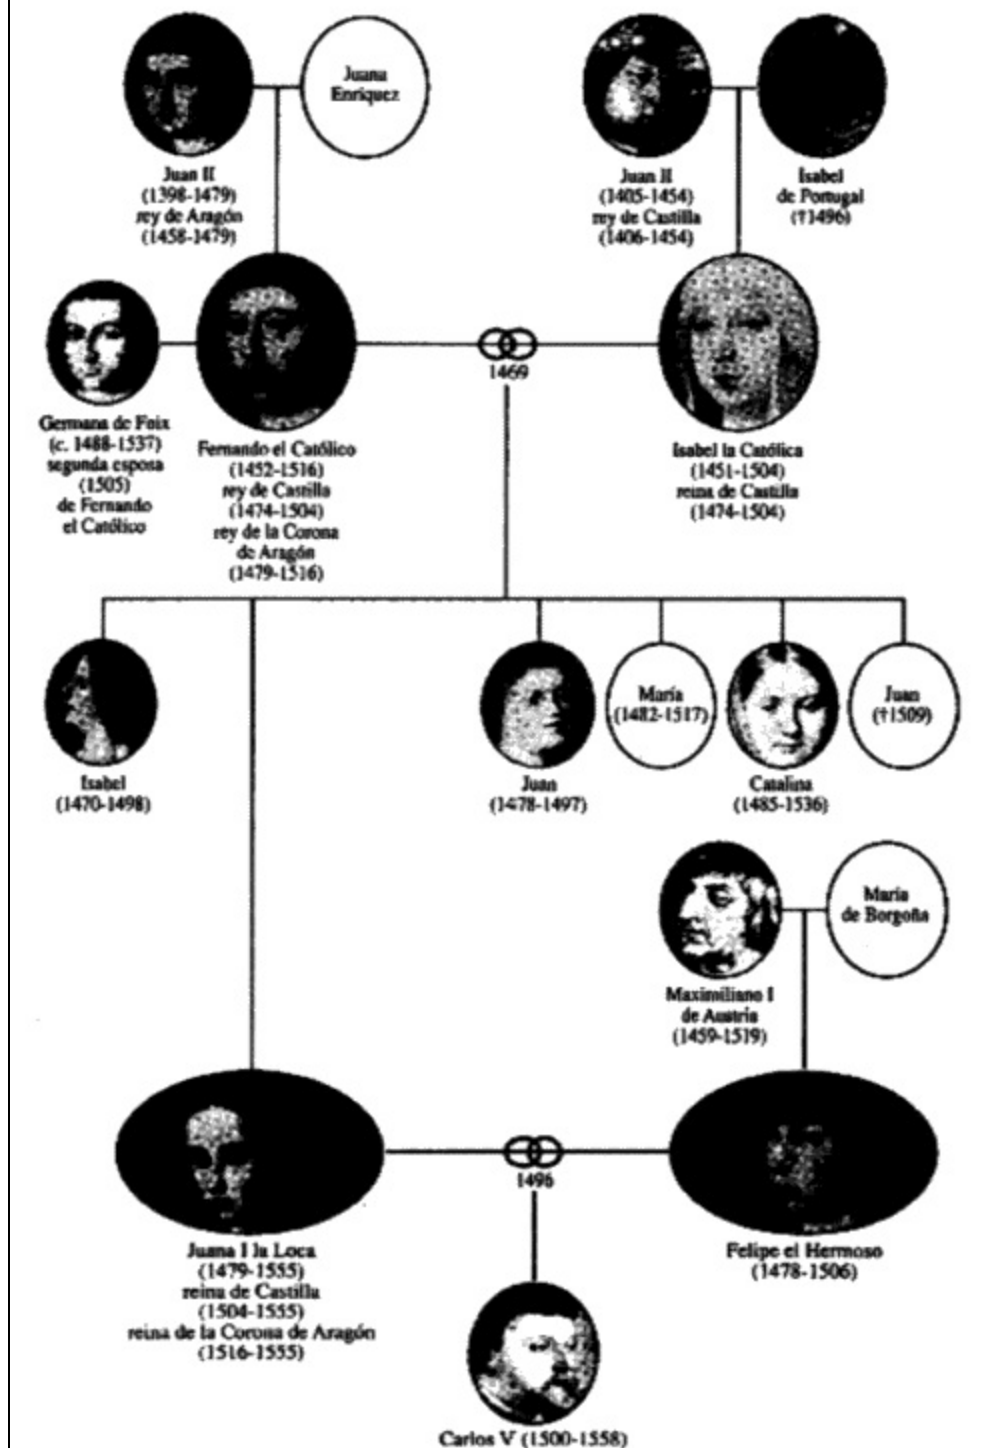 Juana
Enríquez
Juan II
(1398-1479)
rey de Aragón
(1458-1479)
Juan II
(1405-1454)
rey de Castilla
(1406-1454)
Isabel
de Portugal
(†1496)
1469
Germana de Foix
(c. 1488-1537)
segunda esposa
(1505)
de Fernando
el Católico
Fernando el Católico
(1452-1516)
rey de Castilla
(1474-1504)
rey de la Corona
de Aragón
(1479-1516)
Isabel la Católica
(1451-1504)
reina de Castilla
(1474-1504)
Isabel
(1470-1498)
Juan
(1478-1497)
María
(1482-1517)
Catalina
(1485-1536)
Juan
(†1509)
Maximiliano I
de Austria
(1459-1519)
María
de Borgoña
1496
Juana I la Loca
(1479-1555)
reina de Castilla
(1504-1555)
reina de la Corona de Aragón
(1516-1555)
Felipe el Hermoso
(1478-1506)
Carlos V (1500-1558)